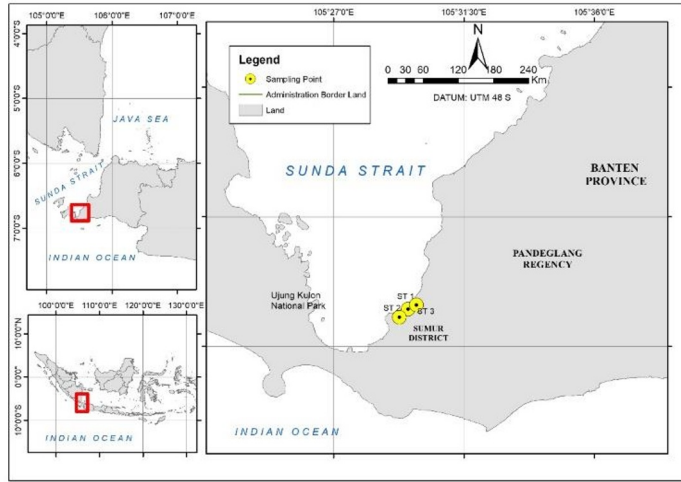 105°0'0"E 106°0'0"E 107°0'0"E
4°0'0"S
5°0'0"S
6°0'0"S
7°0'0"S
JAVA SEA
SUNDA STRAIT
INDIAN OCEAN
100°0'0"E 110°0'0"E 120°0'0"E 130°0'0"E
10°0'0"N
0°0'0"
10°0'0"S
INDIAN OCEAN
105°27'0"E 105°31'30"E 105°36'0"E
Legend
Sampling Point
Administration Border Land
Land
N
0 30 60 120 180 240
Km
DATUM: UTM 48 S
SUNDA STRAIT
BANTEN
PROVINCE
PANDEGLANG
REGENCY
Ujung Kulon
National Park
ST 1
ST 2
ST 3
SUMUR
DISTRICT
INDIAN OCEAN